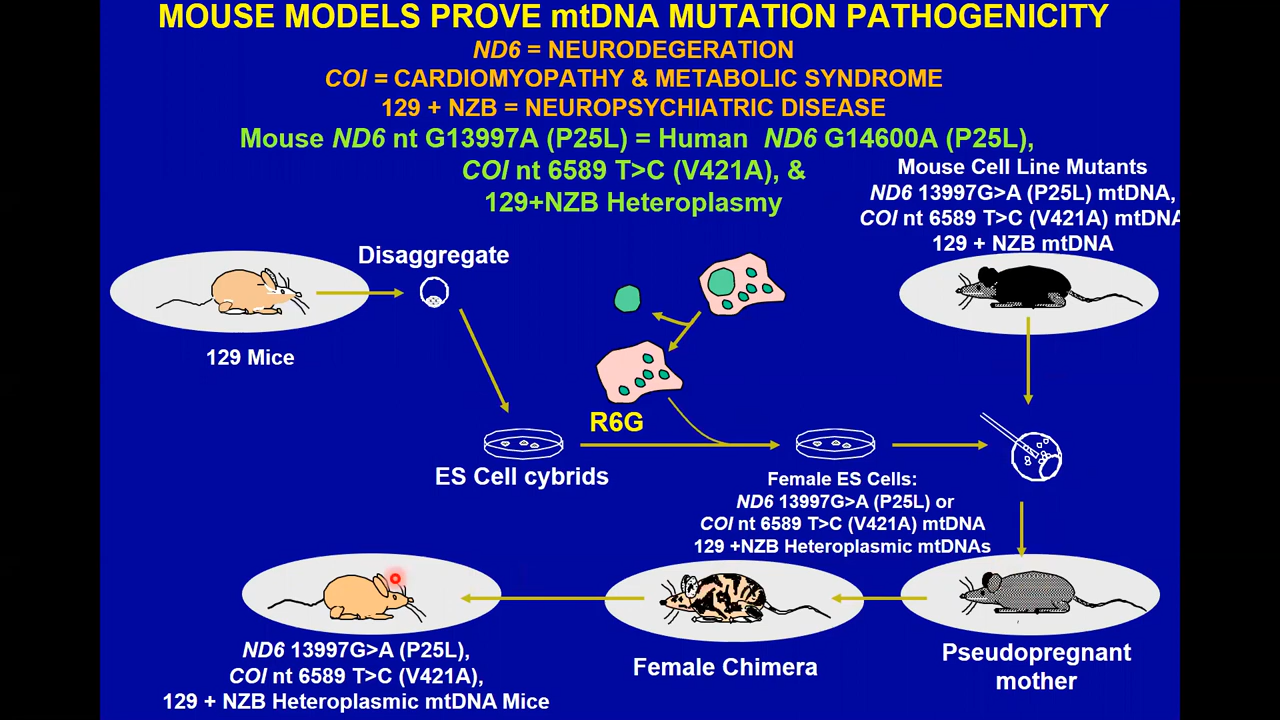 MOUSE MODELS PROVE mtDNA MUTATION PATHOGENICITY
ND6 = NEURODEGERATION
COI = CARDIOMYOPATHY & METABOLIC SYNDROME
129 + NZB = NEUROPSYCHIATRIC DISEASE
Mouse ND6 nt G13997A (P25L) = Human ND6 G14600A (P25L),
COI nt 6589 T>C (V421A), &
129+NZB Heteroplasmy
Mouse Cell Line Mutants
ND6 13997G>A (P25L) mtDNA,
COI nt 6589 T>C (V421A) mtDNA
129 + NZB mtDNA
Disaggregate
129 Mice
R6G
ES Cell cybrids
Female ES Cells:
ND6 13997G>A (P25L) or
COI nt 6589 T>C (V421A) mtDNA
129 +NZB Heteroplasmic mtDNAs
Pseudopregnant
mother
Female Chimera
ND6 13997G>A (P25L),
COI nt 6589 T>C (V421A),
129 + NZB Heteroplasmic mtDNA Mice